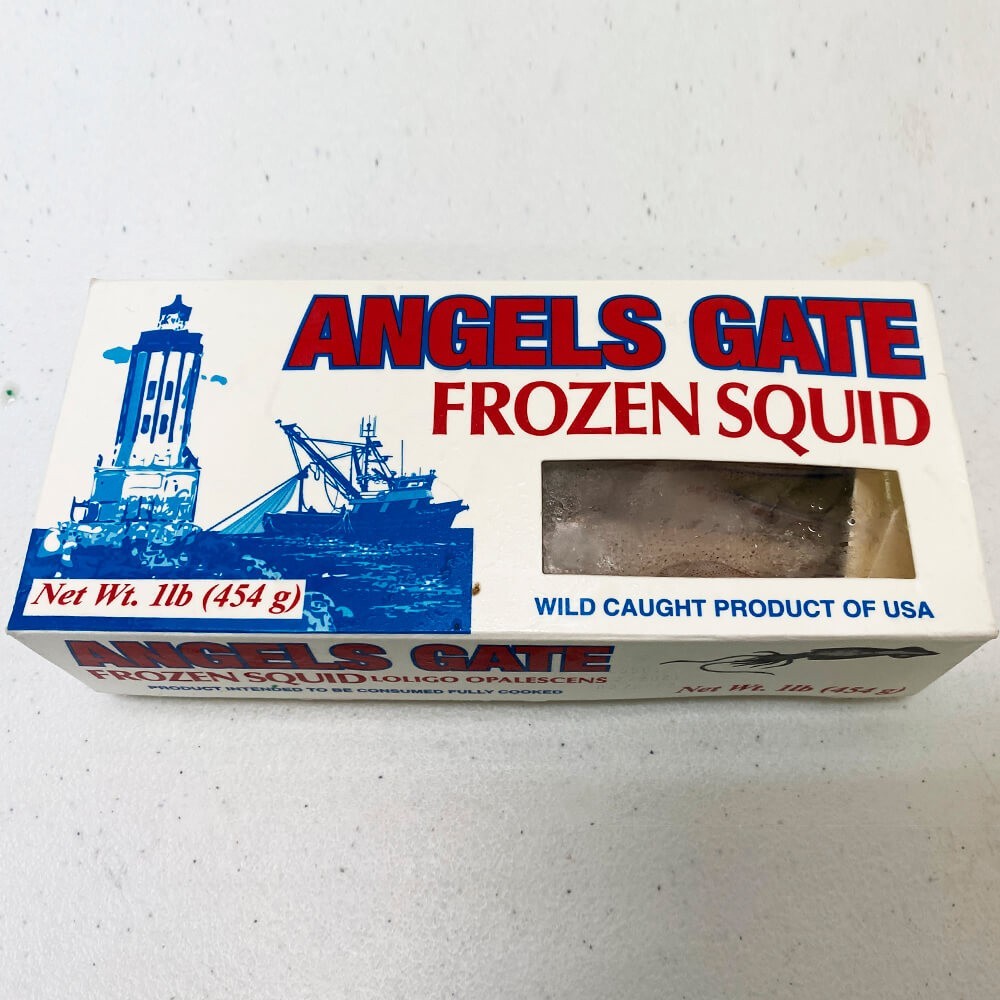 ANGELS GATE
FROZEN SQUID
Net Wt. 1lb (454 g)
WILD CAUGHT PRODUCT OF USA
ANGELS GATE
FROZEN SQUID LOLIGO OPALESCENS
PRODUCT INTENDED TO BE CONSUMED FULLY COOKED
Net Wt. 1lb (454 g)